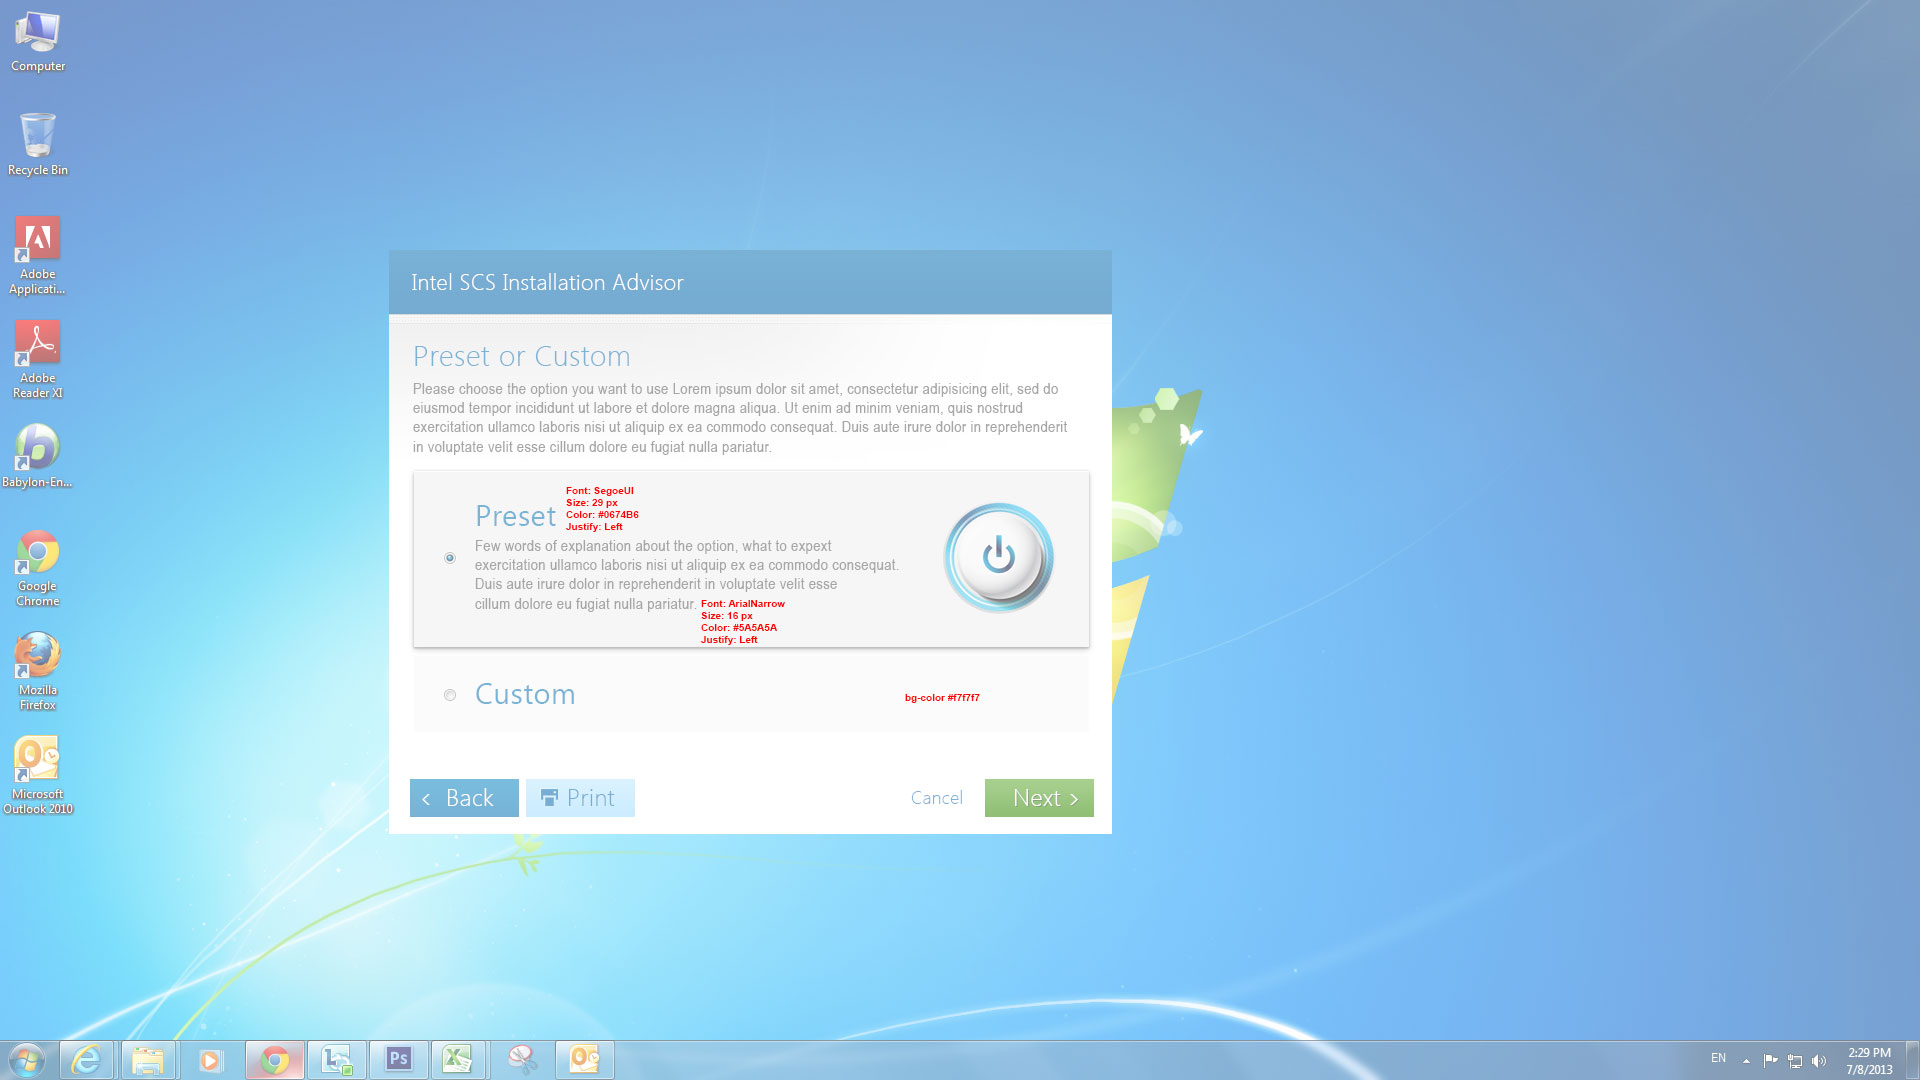 Computer
Recycle Bin
Adobe
Applicati...
Adobe
Reader XI
Babylon-En...
Google
Chrome
Mozilla
Firefox
Microsoft
Outlook 2010
Intel SCS Installation Advisor
Preset or Custom
Please choose the option you want to use Lorem ipsum dolor sit amet, consectetur adipisicing elit, sed do
eiusmod tempor incididunt ut labore et dolore magna aliqua. Ut enim ad minim veniam, quis nostrud
exercitation ullamco laboris nisi ut aliquip ex ea commodo consequat. Duis aute irure dolor in reprehenderit
in voluptate velit esse cillum dolore eu fugiat nulla pariatur.
Preset
Font: SegoeUI
Size: 29 px
Color: #0674B6
Justify: Left
Few words of explanation about the option, what to expext
exercitation ullamco laboris nisi ut aliquip ex ea commodo consequat.
Duis aute irure dolor in reprehenderit in voluptate velit esse
cillum dolore eu fugiat nulla pariatur.
Font: ArialNarrow
Size: 16 px
Color: #5A5A5A
Justify: Left
Custom
bg-color #f7f7f7
Back
Print
Cancel
Next
Ps
EN
2:29 PM
7/8/2013